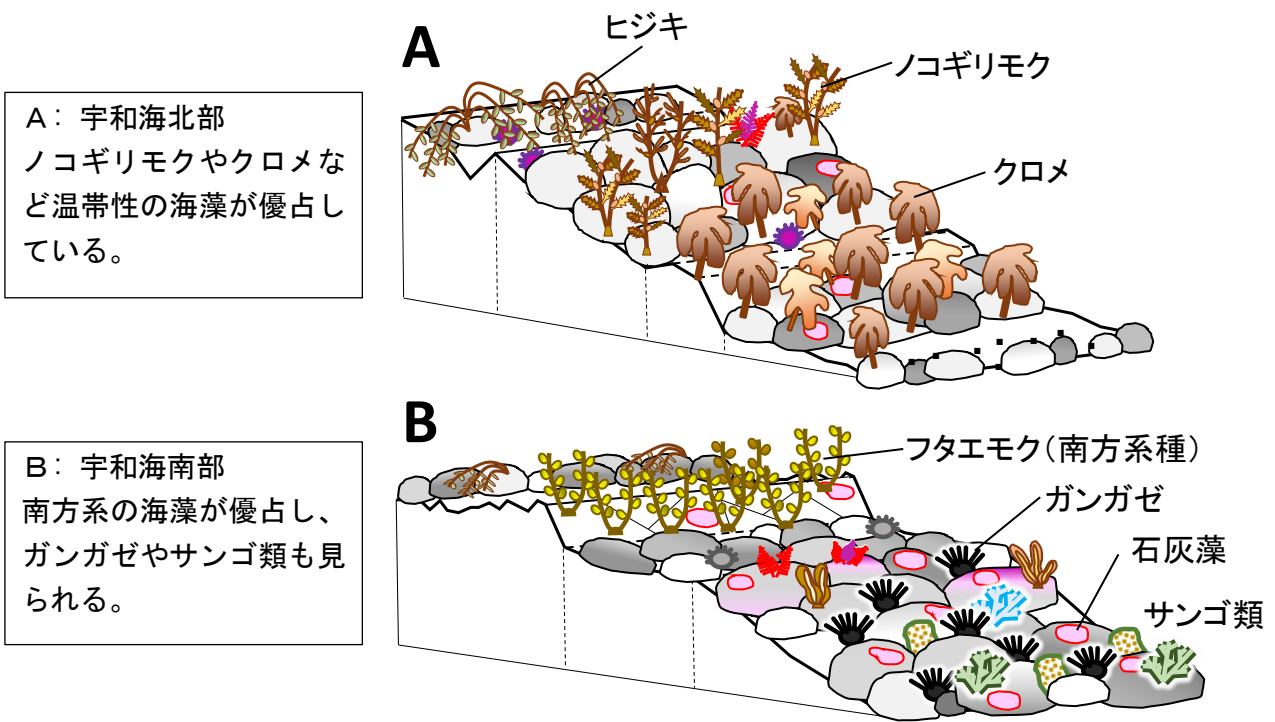 A
ヒジキ
ノコギリモク
クロメ
A：宇和海北部
ノコギリモクやクロメな
ど温帯性の海藻が優占し
ている。
B
フタエモク（南方系種）
ガンガゼ
石灰藻
サンゴ類
B：宇和海南部
南方系の海藻が優占し、
ガンガゼやサンゴ類も見
られる。